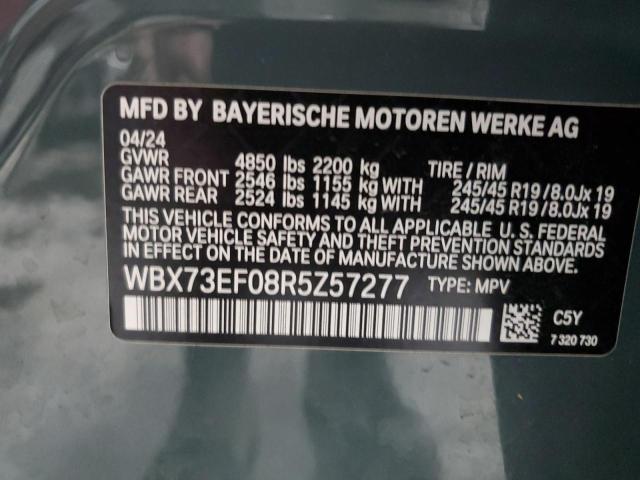 MFD BY BAYERISCHE MOTOREN WERKE AG
04/24
GVWR 4850 lbs 2200 kg TIRE / RIM
GAWR FRONT 2546 lbs 1155 kg WITH 245/45 R19/8.0Jx 19
GAWR REAR 2524 lbs 1145 kg WITH 245/45 R19/8.0Jx 19
THIS VEHICLE CONFORMS TO ALL APPLICABLE U. S. FEDERAL
MOTOR VEHICLE SAFETY AND THEFT PREVENTION STANDARDS
IN EFFECT ON THE DATE OF MANUFACTURE SHOWN ABOVE.
WBX73EF08R5Z57277 TYPE: MPV
C5Y
7 320 730